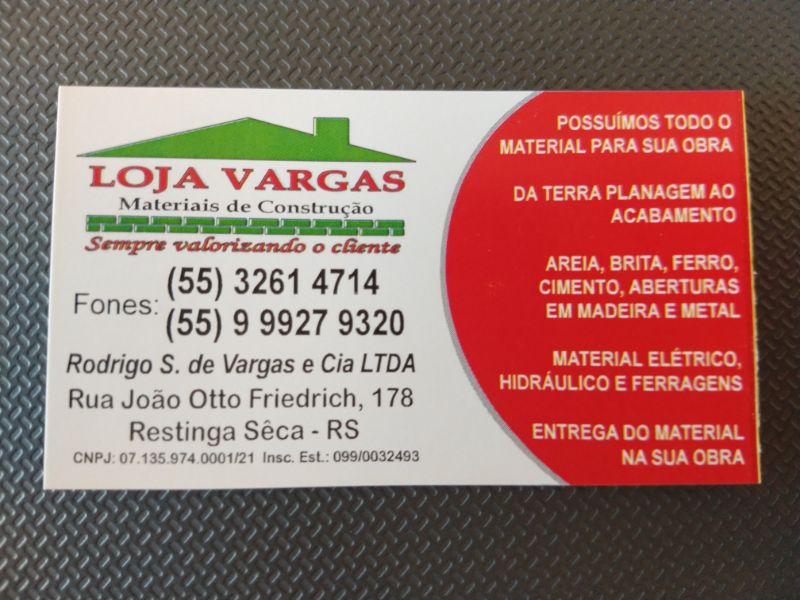 LOJA VARGAS
Materiais de Construção
Sempre valorizando o cliente
Fones:
(55) 3261 4714
(55) 9 9927 9320
Rodrigo S. de Vargas e Cia LTDA
Rua João Otto Friedrich, 178
Restinga Sêca - RS
CNPJ: 07.135.974.0001/21 Insc. Est.: 099/0032493
POSSUÍMOS TODO O
MATERIAL PARA SUA OBRA
DA TERRA PLANAGEM AO
ACABAMENTO
AREIA, BRITA, FERRO,
CIMENTO, ABERTURAS
EM MADEIRA E METAL
MATERIAL ELÉTRICO,
HIDRÁULICO E FERRAGENS
ENTREGA DO MATERIAL
NA SUA OBRA